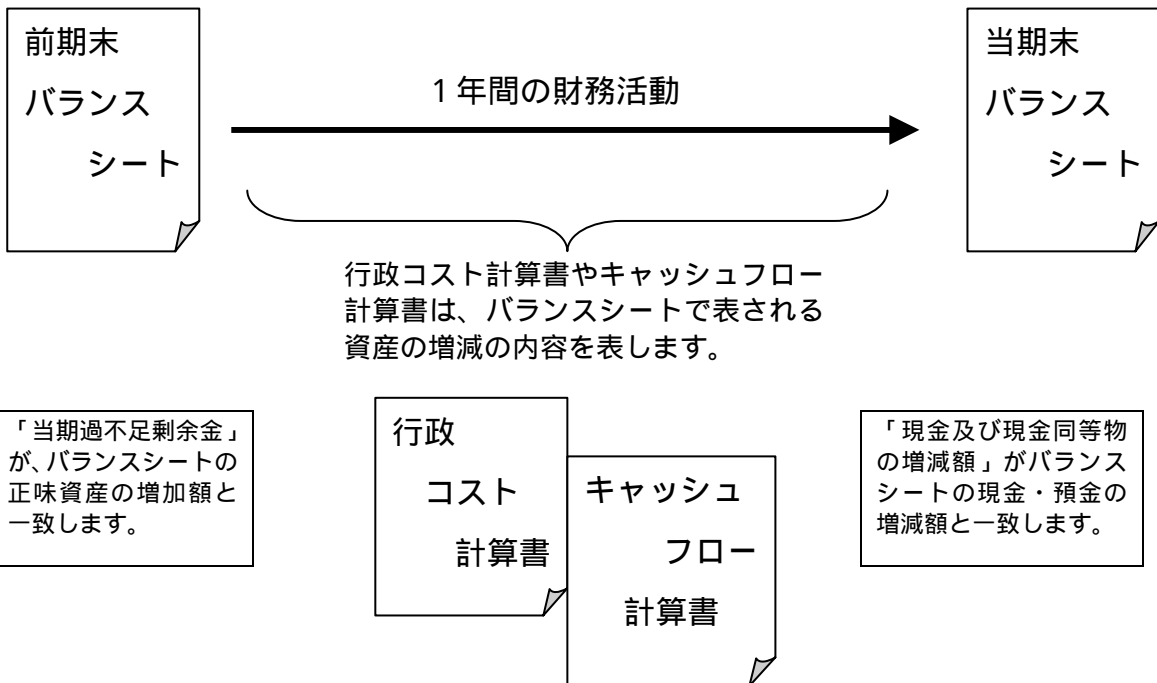 前期末
バランス
シート
1年間の財務活動
当期末
バランス
シート
行政コスト計算書やキャッシュフロー
計算書は、バランスシートで表される
資産の増減の内容を表します。
「当期過不足剰余金」
が、バランスシートの
正味資産の増加額と
一致します。
行政
コスト
計算書
キャッシュ
フロー
計算書
「現金及び現金同等物
の増減額」がバランス
シートの現金・預金の
増減額と一致します。